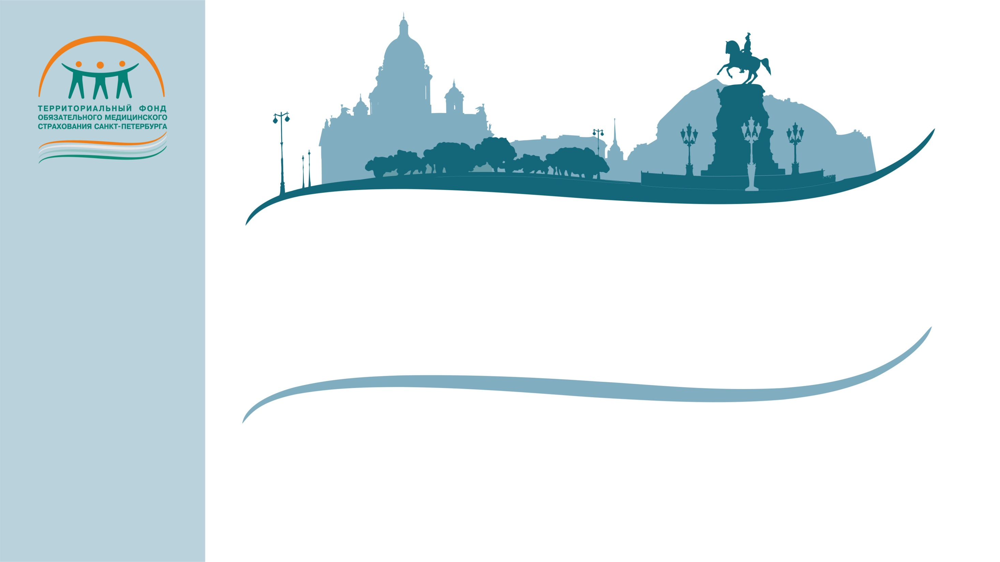 ТЕРРИТОРИАЛЬНЫЙ ФОНД
ОБЯЗАТЕЛЬНОГО МЕДИЦИНСКОГО
СТРАХОВАНИЯ САНКТ-ПЕТЕРБУРГА